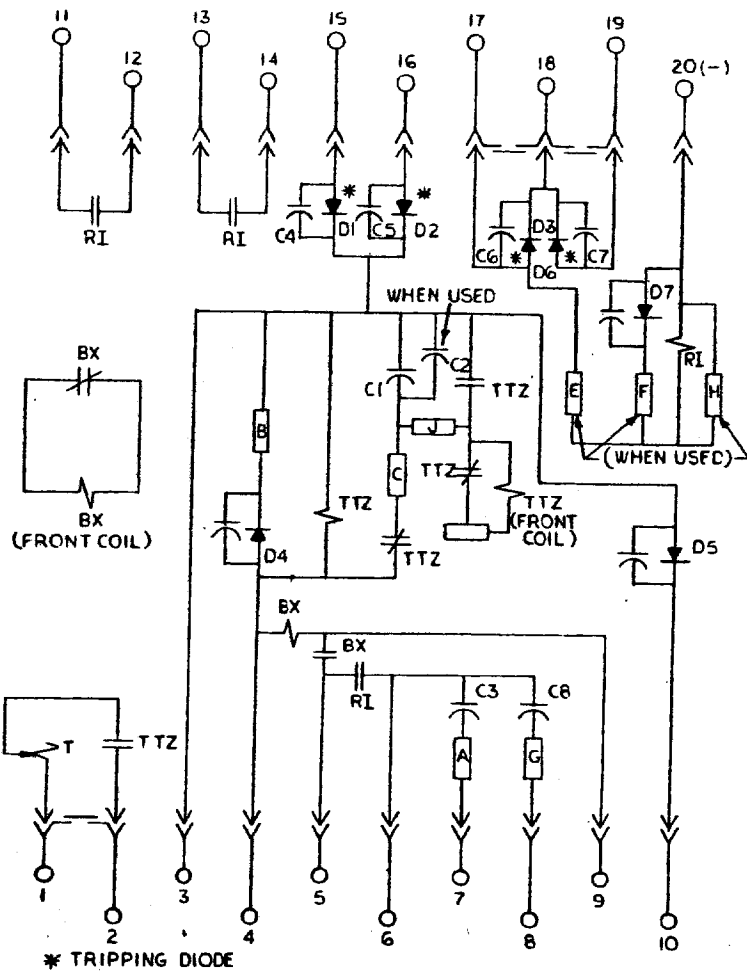 11
13
15
17
19
12
14
16
18
20(-)
*
*
C4
D1
C5
D2
RI
RI
C6
D3
C7
*
*
D6
D7
WHEN USED
BX
C2
C1
TTZ
RI
E
F
H
B
J
(WHEN USED)
C
TTZ
TTZ
BX
(FRONT COIL)
TTZ
(FRONT
COIL)
D4
TTZ
D5
BX
BX
RI
C3
C8
T
TTZ
A
G
1
3
5
7
9
2
4
6
8
10
* TRIPPING DIODE